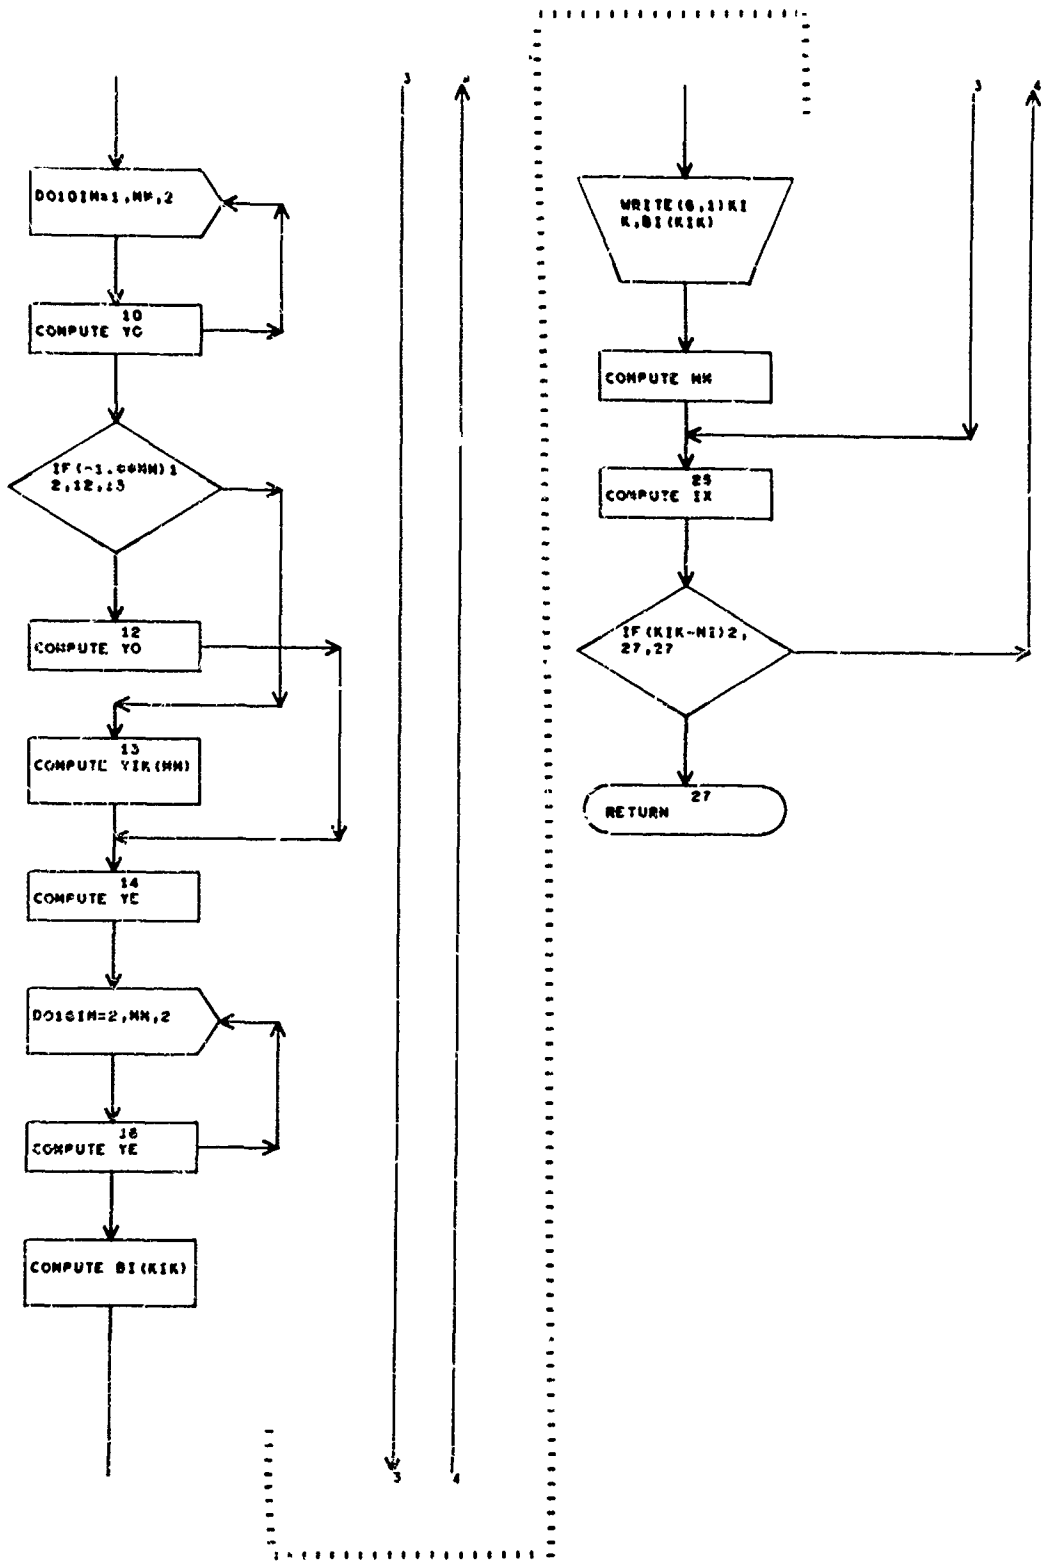 3
DO10IM=1,MM,2
10
COMPUTE YO
IF(-1.**MM)1
2,12,13
12
COMPUTE YO
13
COMPUTE YIK(MM)
14
COMPUTE YE
DO16IM=2,MM,2
16
COMPUTE YE
COMPUTE BI(KIK)
3
4
3
4
WRITE(6,1)KI
K,BI(KIK)
COMPUTE MM
25
COMPUTE IX
IF(KIK-NI)2,
27,27
27
RETURN